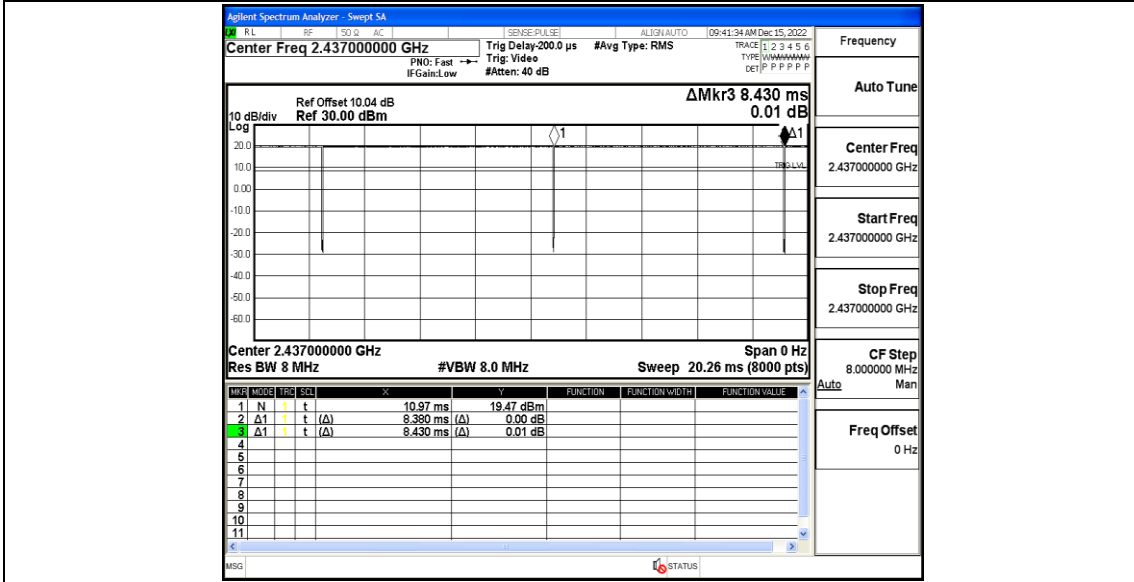 Agilent Spectrum Analyzer - Swept SA
RL RF 50 Ω AC SENSE:PULSE ALIGN AUTO 09:41:34 AM Dec 15, 2022
Center Freq 2.437000000 GHz
PNO: Fast
IFGain:Low
Trig Delay-200.0 µs
Trig: Video
#Atten: 40 dB
#Avg Type: RMS
TRACE 1 2 3 4 5 6
TYPE
DET P P P P P P
Frequency
Auto Tune
Center Freq
2.437000000 GHz
Start Freq
2.437000000 GHz
Stop Freq
2.437000000 GHz
CF Step
8.000000 MHz
Auto Man
Freq Offset
0 Hz
ΔMkr3 8.430 ms
0.01 dB
Ref Offset 10.04 dB
10 dB/div Ref 30.00 dBm
Log
1
Δ1
20.0
10.0
TRIG LVL
0.00
-10.0
-20.0
-30.0
-40.0
-50.0
-60.0
Center 2.437000000 GHz Span 0 Hz
Res BW 8 MHz #VBW 8.0 MHz Sweep 20.26 ms (8000 pts)
MKR MODE TRC SCL X Y FUNCTION FUNCTION WIDTH FUNCTION VALUE
1 N 1 t 10.97 ms 19.47 dBm
2 Δ1 1 t (Δ) 8.380 ms (Δ) 0.00 dB
3 Δ1 1 t (Δ) 8.430 ms (Δ) 0.01 dB
4
5
6
7
8
9
10
11
MSG STATUS